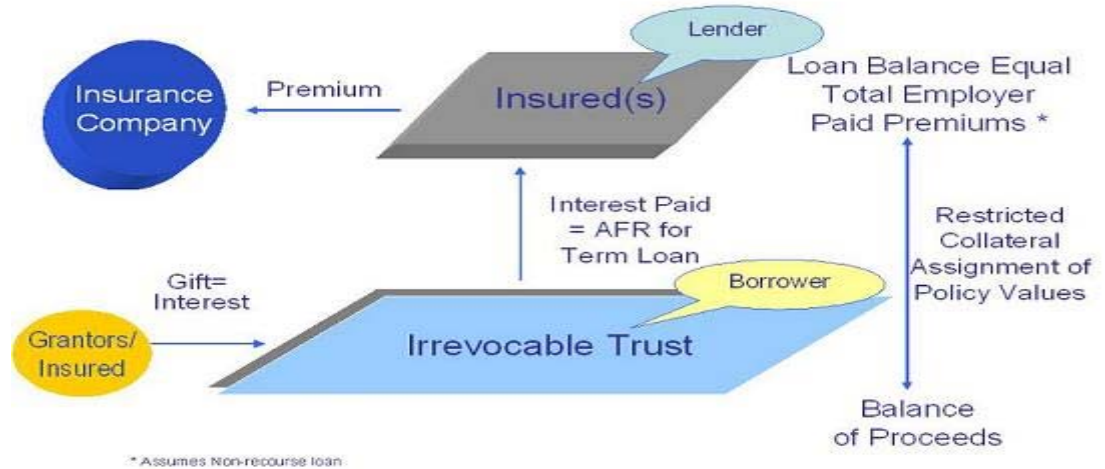 Lender
Insurance
Company
Premium
Insured(s)
Loan Balance Equal
Total Employer
Paid Premiums *
Interest Paid
= AFR for
Term Loan
Restricted
Collateral
Assignment of
Policy Values
Gift=
Interest
Borrower
Grantors/
Insured
Irrevocable Trust
Balance
of Proceeds
* Assumes Non-recourse loan